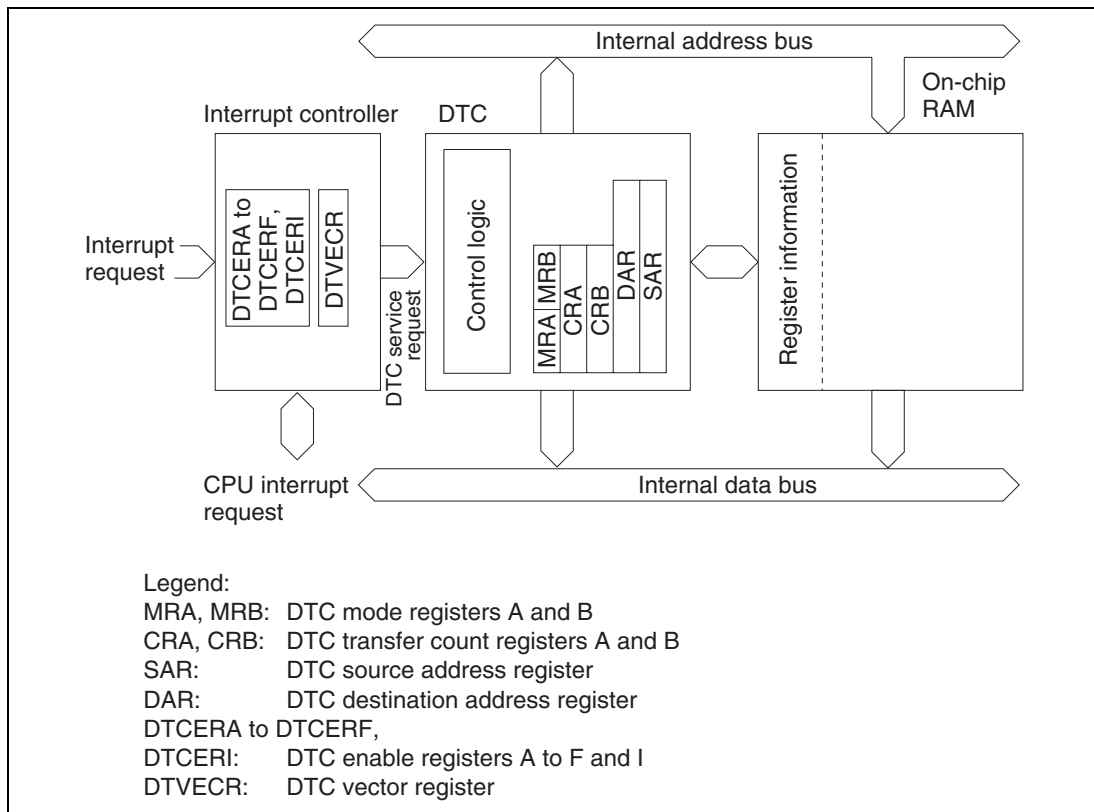 Internal address bus
On-chip
RAM
Interrupt controller
DTC
Interrupt
request
DTCERA to
DTCERF,
DTCERI
DTVECR
DTC service
request
Control logic
MRA MRB
CRA
CRB
DAR
SAR
Register information
CPU interrupt
request
Internal data bus
Legend:
MRA, MRB: DTC mode registers A and B
CRA, CRB: DTC transfer count registers A and B
SAR: DTC source address register
DAR: DTC destination address register
DTCERA to DTCERF,
DTCERI: DTC enable registers A to F and I
DTVECR: DTC vector register